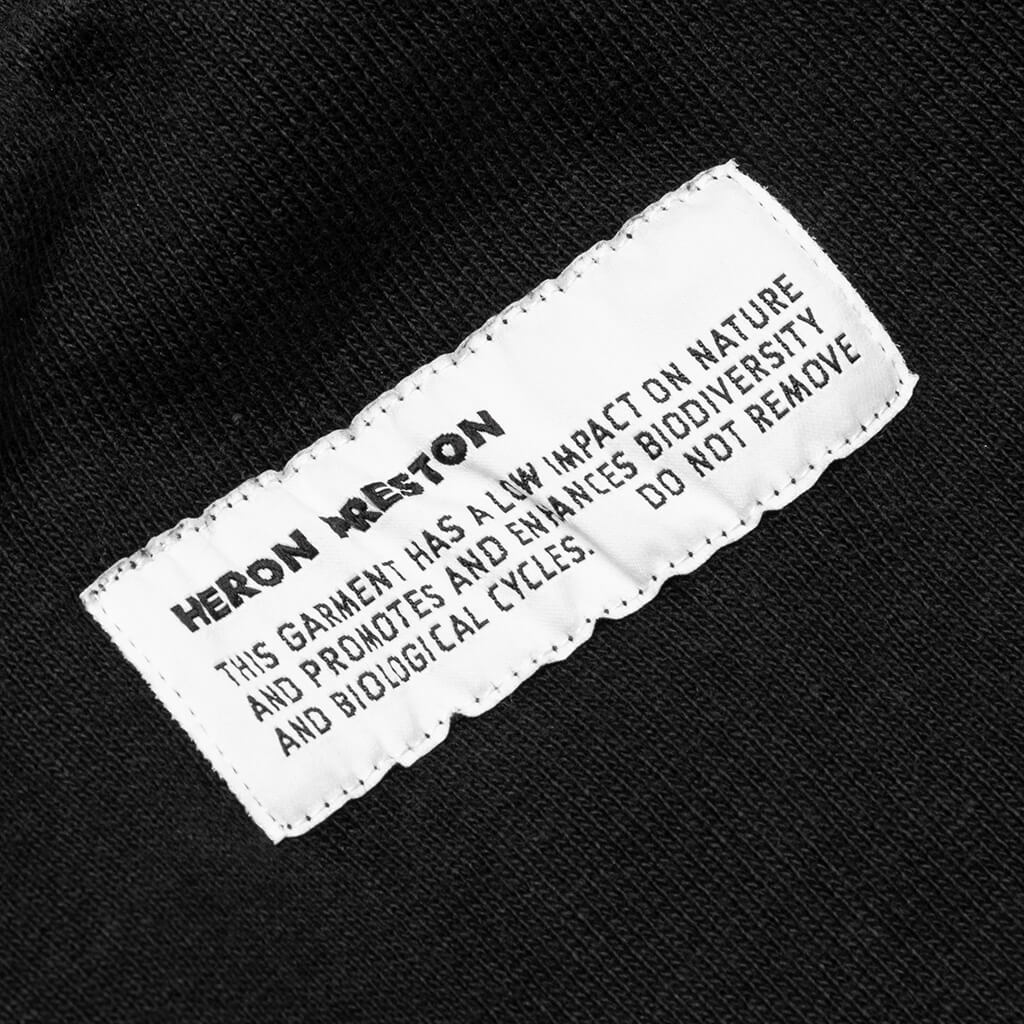 HERON PRESTON
THIS GARMENT HAS A LOW IMPACT ON NATURE
AND PROMOTES AND ENHANCES BIODIVERSITY
AND BIOLOGICAL CYCLES. DO NOT REMOVE